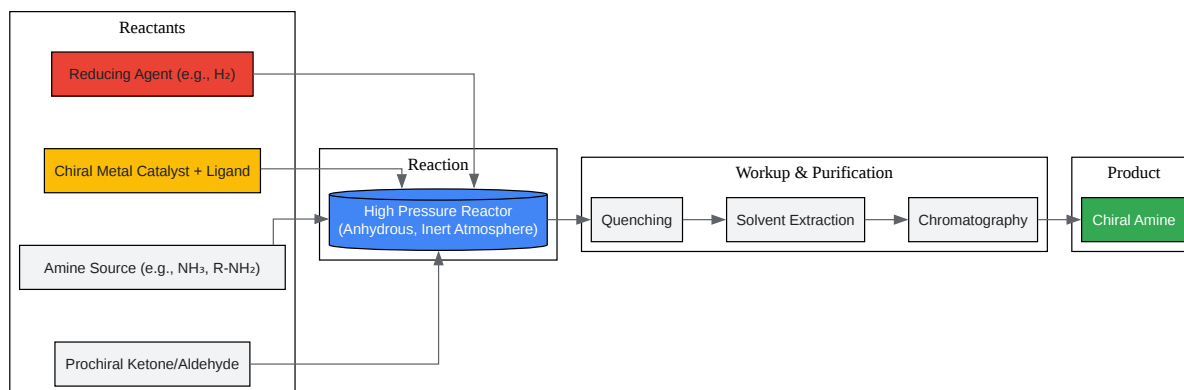 Reactants
Reducing Agent (e.g., H₂)
Chiral Metal Catalyst + Ligand
Amine Source (e.g., NH₃, R-NH₂)
Prochiral Ketone/Aldehyde
Reaction
High Pressure Reactor
(Anhydrous, Inert Atmosphere)
Workup & Purification
Quenching
Solvent Extraction
Chromatography
Product
Chiral Amine